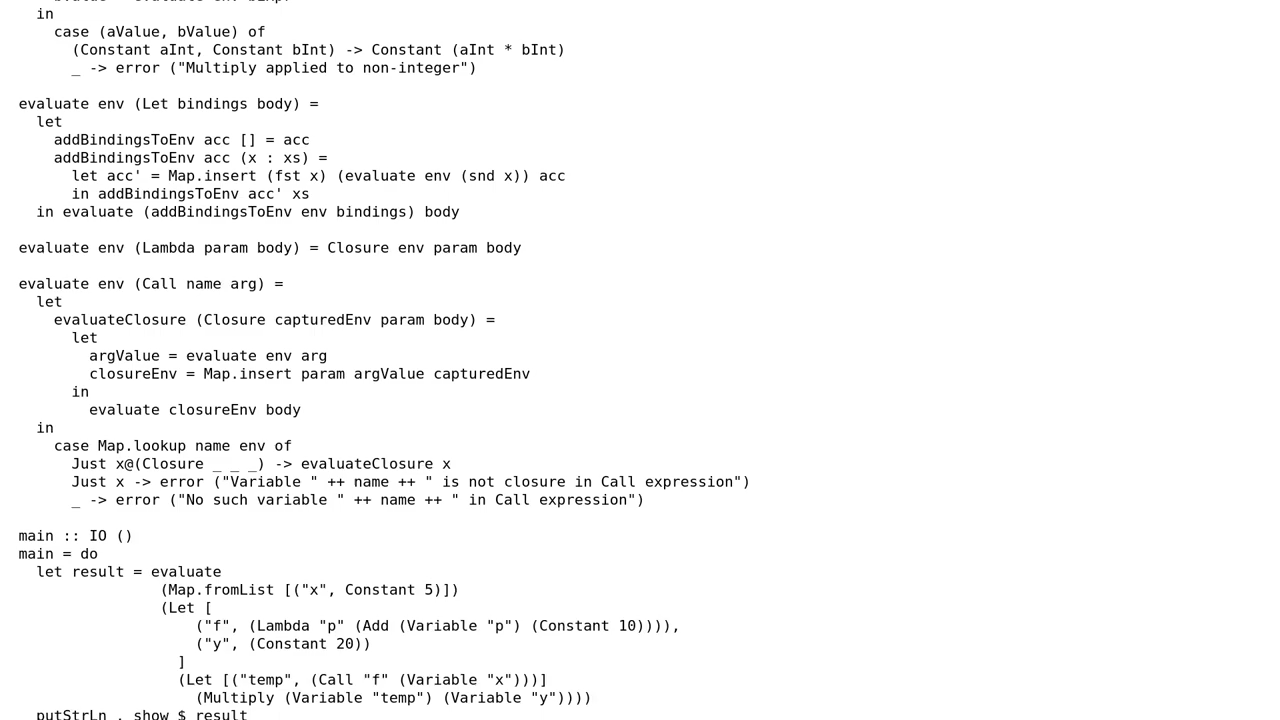 in
case (aValue, bValue) of
(Constant aInt, Constant bInt) -> Constant (aInt * bInt)
_ -> error ("Multiply applied to non-integer")
evaluate env (Let bindings body) =
let
addBindingsToEnv acc [] = acc
addBindingsToEnv acc (x : xs) =
let acc' = Map.insert (fst x) (evaluate env (snd x)) acc
in addBindingsToEnv acc' xs
in evaluate (addBindingsToEnv env bindings) body
evaluate env (Lambda param body) = Closure env param body
evaluate env (Call name arg) =
let
evaluateClosure (Closure capturedEnv param body) =
let
argValue = evaluate env arg
closureEnv = Map.insert param argValue capturedEnv
in
evaluate closureEnv body
in
case Map.lookup name env of
Just x@(Closure _ _ _) -> evaluateClosure x
Just x -> error ("Variable " ++ name ++ " is not closure in Call expression")
_ -> error ("No such variable " ++ name ++ " in Call expression")
main :: IO ()
main = do
let result = evaluate
(Map.fromList [("x", Constant 5)])
(Let [
("f", (Lambda "p" (Add (Variable "p") (Constant 10)))),
("y", (Constant 20))
]
(Let [("temp", (Call "f" (Variable "x")))]
(Multiply (Variable "temp") (Variable "y"))))
putStrLn . show $ result